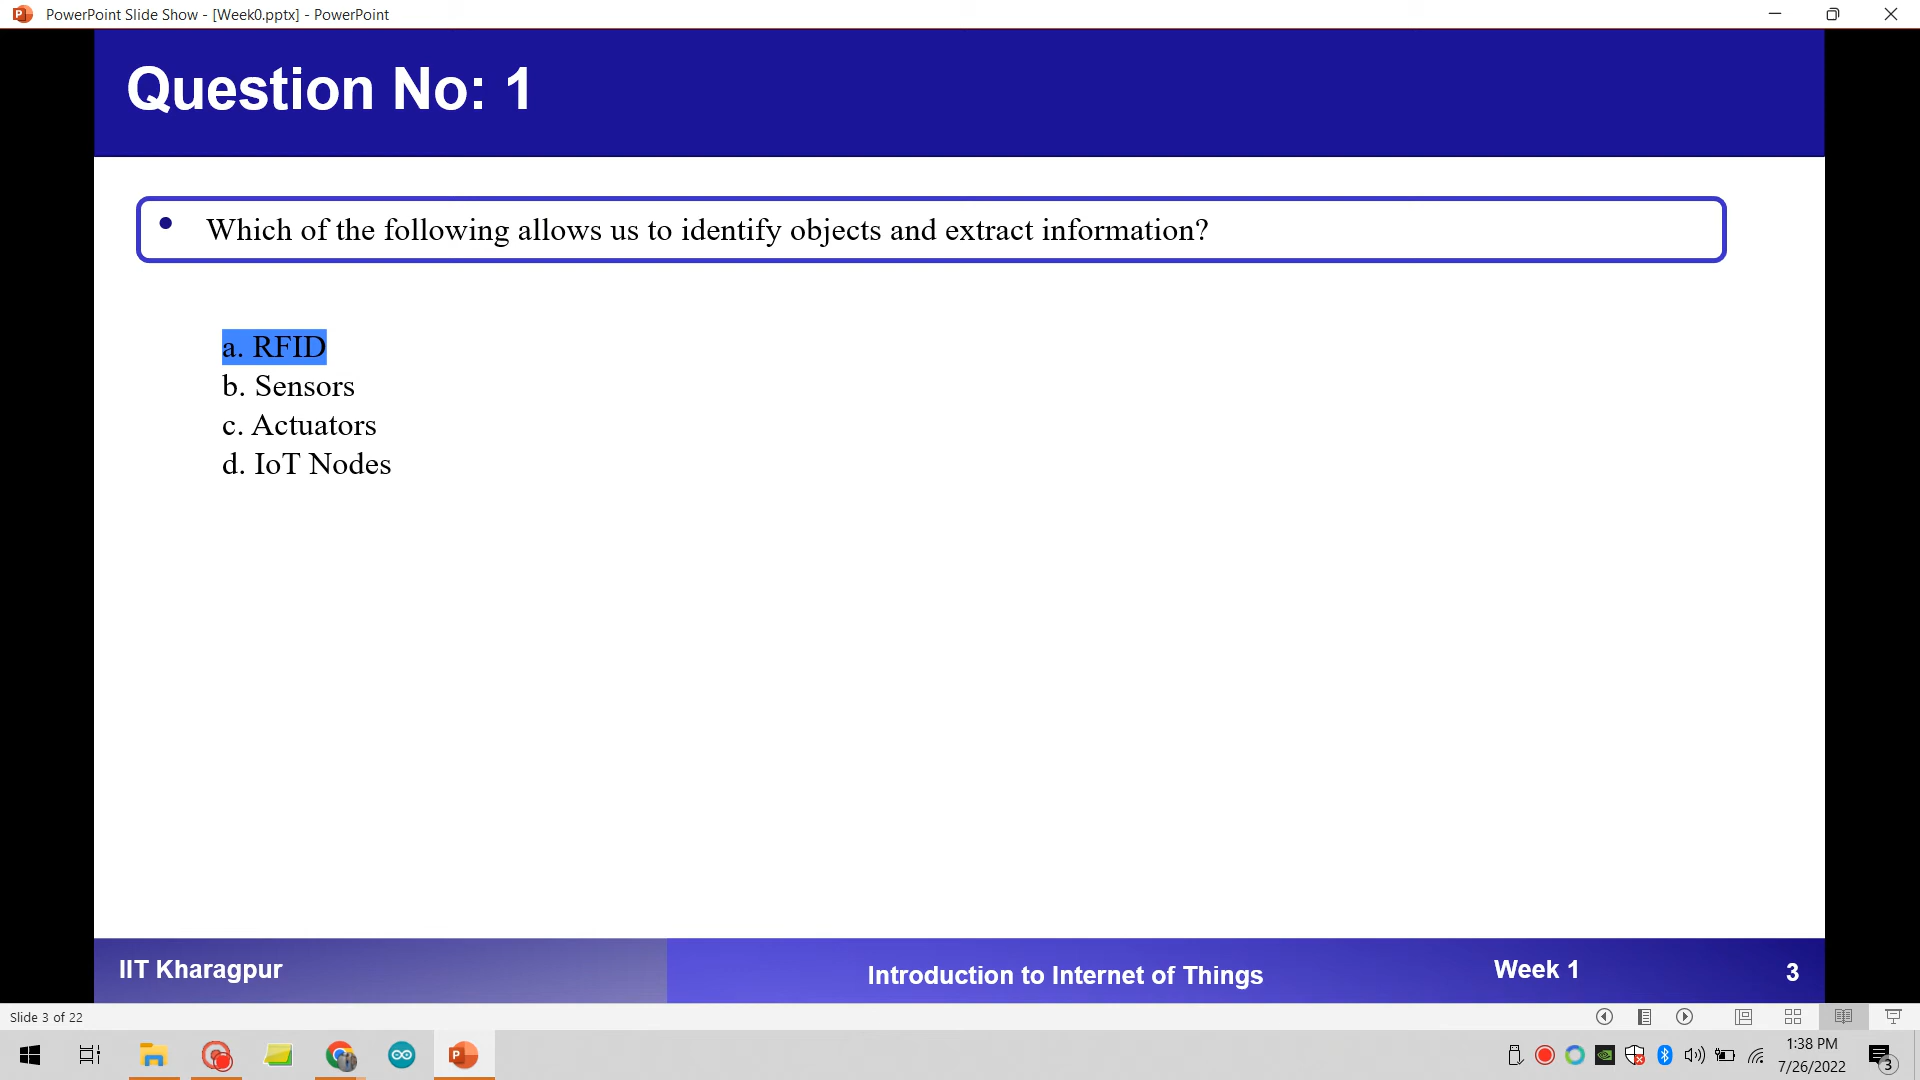 PowerPoint Slide Show - [Week0.pptx] - PowerPoint
Question No: 1
• Which of the following allows us to identify objects and extract information?
a. RFID
b. Sensors
c. Actuators
d. IoT Nodes
IIT Kharagpur
Introduction to Internet of Things
Week 1
3
Slide 3 of 22
1:38 PM
7/26/2022
3